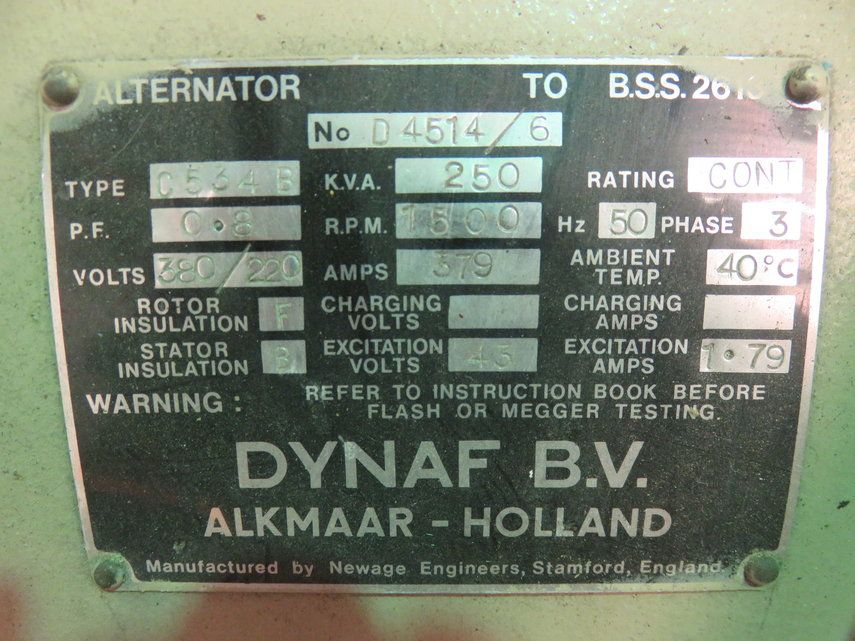 ALTERNATOR TO B.S.S. 2613
No D4514/6
TYPE C534B K.V.A. 250 RATING CONT
P.F. 0.8 R.P.M. 1500 Hz 50 PHASE 3
VOLTS 380/220 AMPS 379 AMBIENT TEMP. 40°C
ROTOR INSULATION F CHARGING VOLTS CHARGING AMPS
STATOR INSULATION B EXCITATION VOLTS 43 EXCITATION AMPS 1.79
WARNING : REFER TO INSTRUCTION BOOK BEFORE
FLASH OR MEGGER TESTING.
DYNAF B.V.
ALKMAAR - HOLLAND
Manufactured by Newage Engineers, Stamford, England.